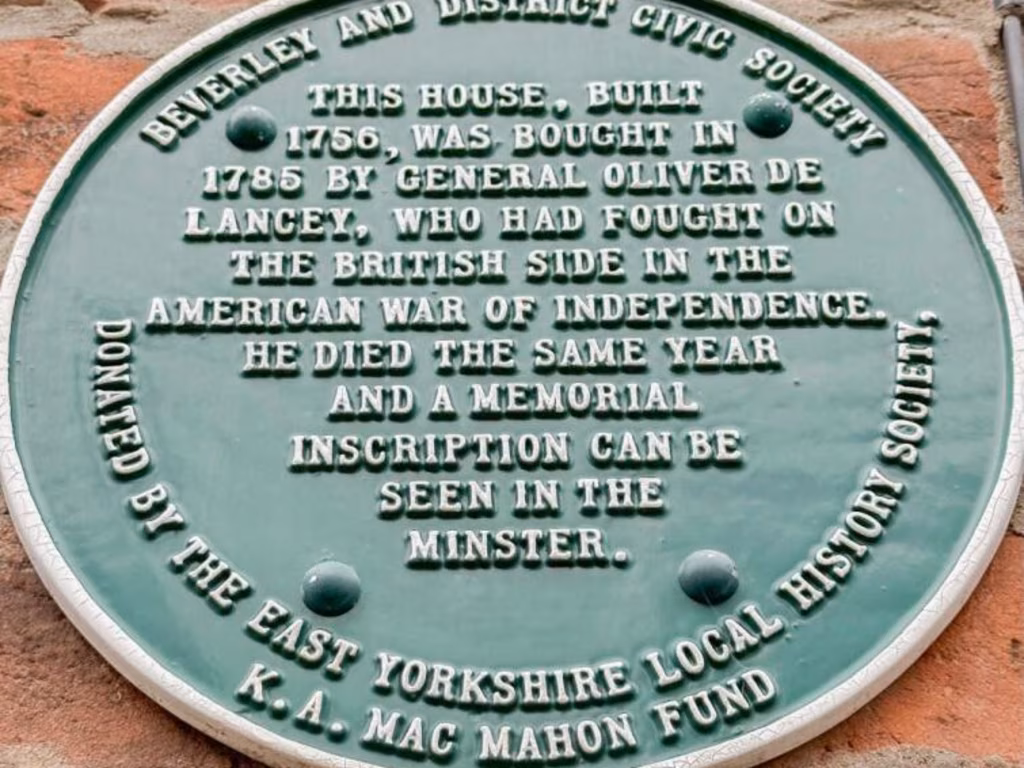 BEVERLEY AND DISTRICT CIVIC SOCIETY
THIS HOUSE, BUILT
1756, WAS BOUGHT IN
1785 BY GENERAL OLIVER DE
LANCEY, WHO HAD FOUGHT ON
THE BRITISH SIDE IN THE
AMERICAN WAR OF INDEPENDENCE.
HE DIED THE SAME YEAR
AND A MEMORIAL
INSCRIPTION CAN BE
SEEN IN THE
MINSTER.
DONATED BY THE EAST YORKSHIRE LOCAL HISTORY SOCIETY,
K. A. MAC MAHON FUND